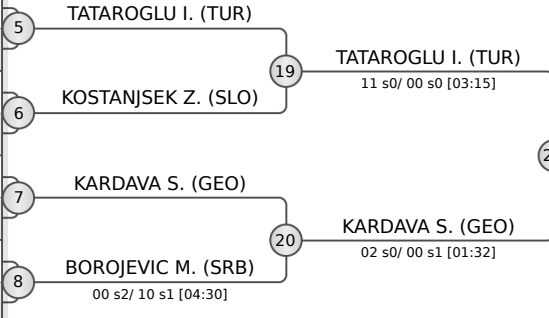 TATAROGLU I. (TUR)
5
TATAROGLU I. (TUR)
19
11 s0/ 00 s0 [03:15]
KOSTANJSEK Z. (SLO)
6
KARDAVA S. (GEO)
7
KARDAVA S. (GEO)
20
02 s0/ 00 s1 [01:32]
BOROJEVIC M. (SRB)
8
00 s2/ 10 s1 [04:30]